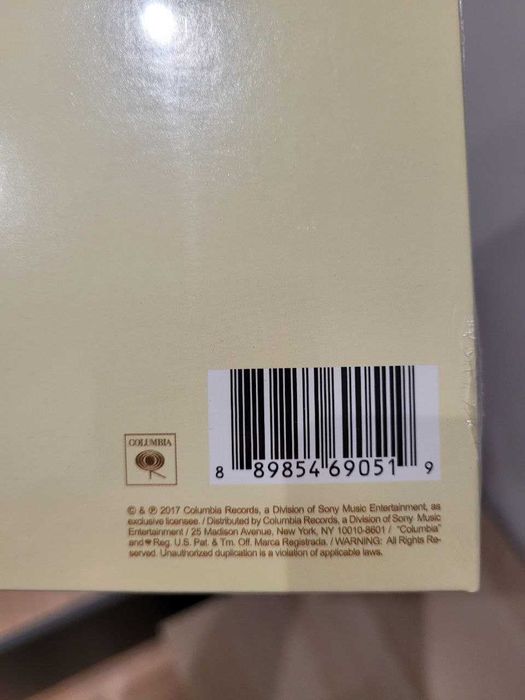 COLUMBIA
8 89854 69051 9
© & ℗ 2017 Columbia Records, a Division of Sony Music Entertainment, as
exclusive licensee. / Distributed by Columbia Records, a Division of Sony Music
Entertainment / 25 Madison Avenue, New York, NY 10010-8601 / "Columbia"
and Reg. U.S. Pat. & Tm. Off. Marca Registrada. / WARNING: All Rights Re-
served. Unauthorized duplication is a violation of applicable laws.